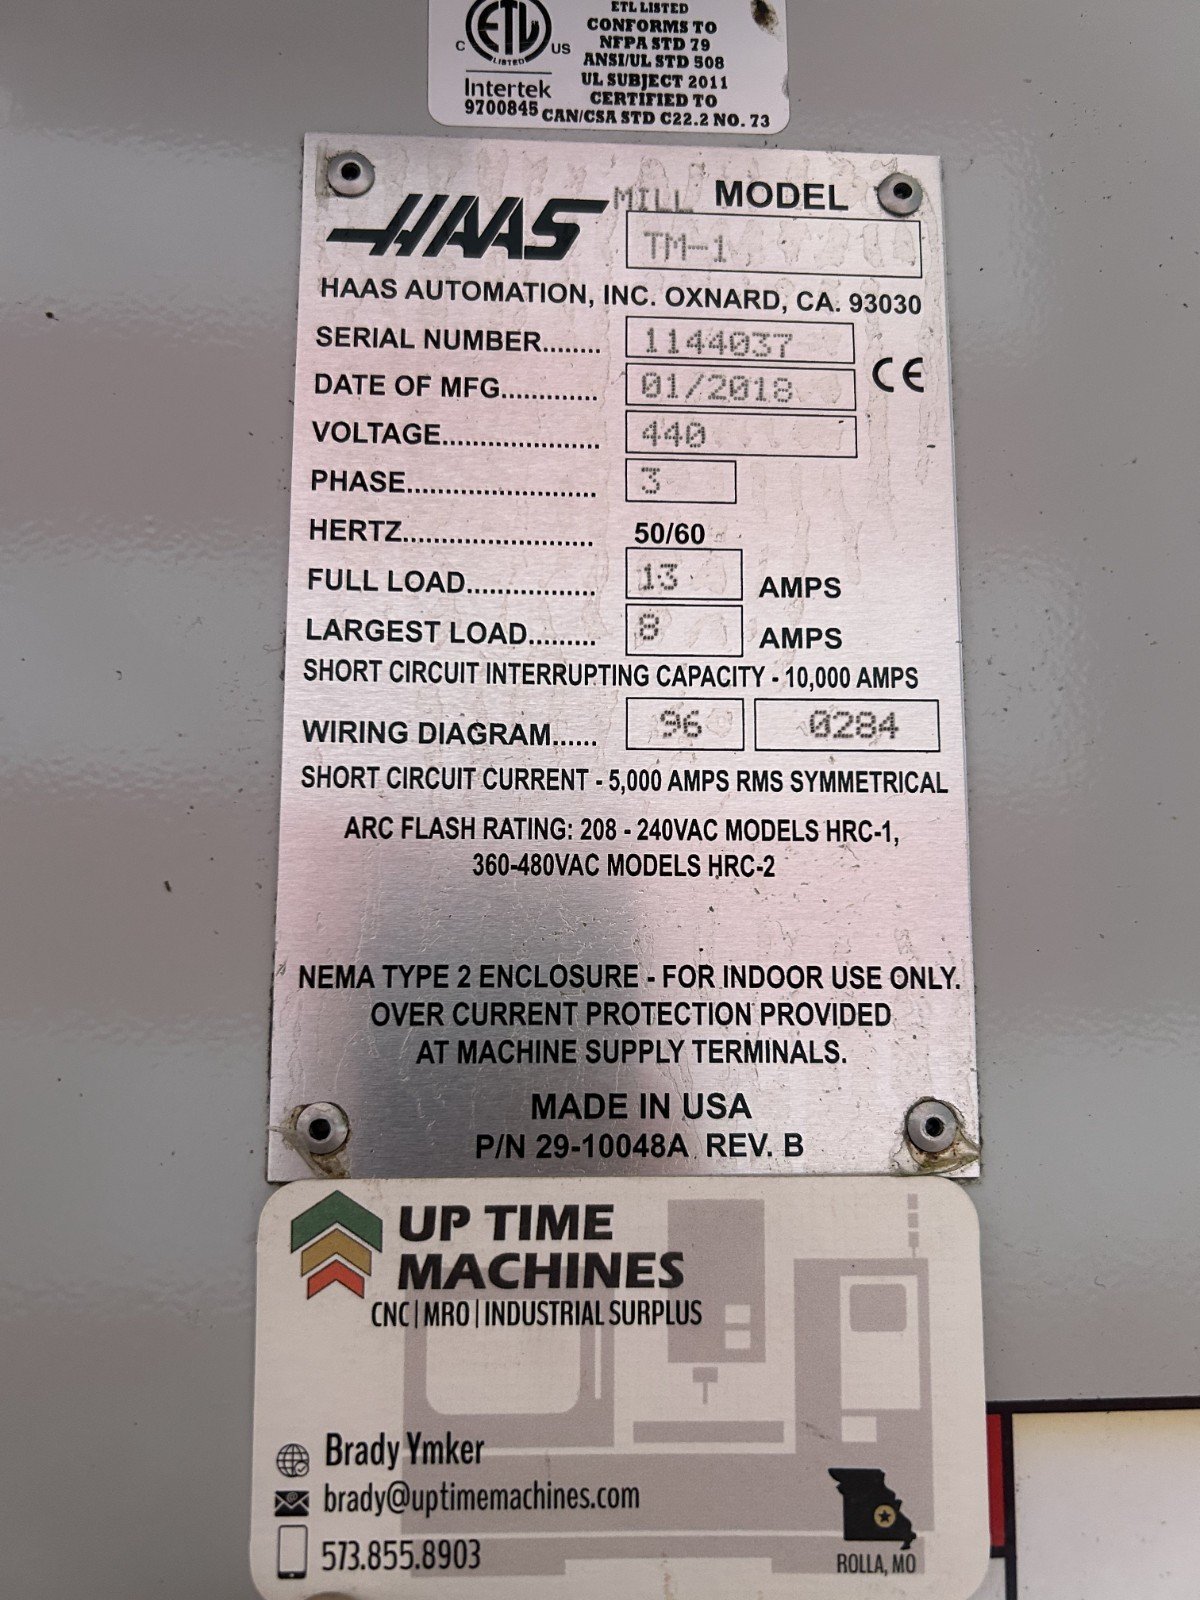 ETL LISTED
CONFORMS TO
NFPA STD 79
ANSI/UL STD 508
UL SUBJECT 2011
CERTIFIED TO
CAN/CSA STD C22.2 NO. 73
ETL
C US
LISTED
Intertek
9700845
HAAS
MILL MODEL
TM-1
HAAS AUTOMATION, INC. OXNARD, CA. 93030
SERIAL NUMBER........ 1144037
DATE OF MFG............. 01/2018
CE
VOLTAGE..................... 440
PHASE......................... 3
HERTZ......................... 50/60
FULL LOAD................. 13 AMPS
LARGEST LOAD......... 8 AMPS
SHORT CIRCUIT INTERRUPTING CAPACITY - 10,000 AMPS
WIRING DIAGRAM...... 96 0284
SHORT CIRCUIT CURRENT - 5,000 AMPS RMS SYMMETRICAL
ARC FLASH RATING: 208 - 240VAC MODELS HRC-1,
360-480VAC MODELS HRC-2
NEMA TYPE 2 ENCLOSURE - FOR INDOOR USE ONLY.
OVER CURRENT PROTECTION PROVIDED
AT MACHINE SUPPLY TERMINALS.
MADE IN USA
P/N 29-10048A REV. B
UP TIME
MACHINES
CNC | MRO | INDUSTRIAL SURPLUS
Brady Ymker
brady@uptimemachines.com
573.855.8903
ROLLA, MO